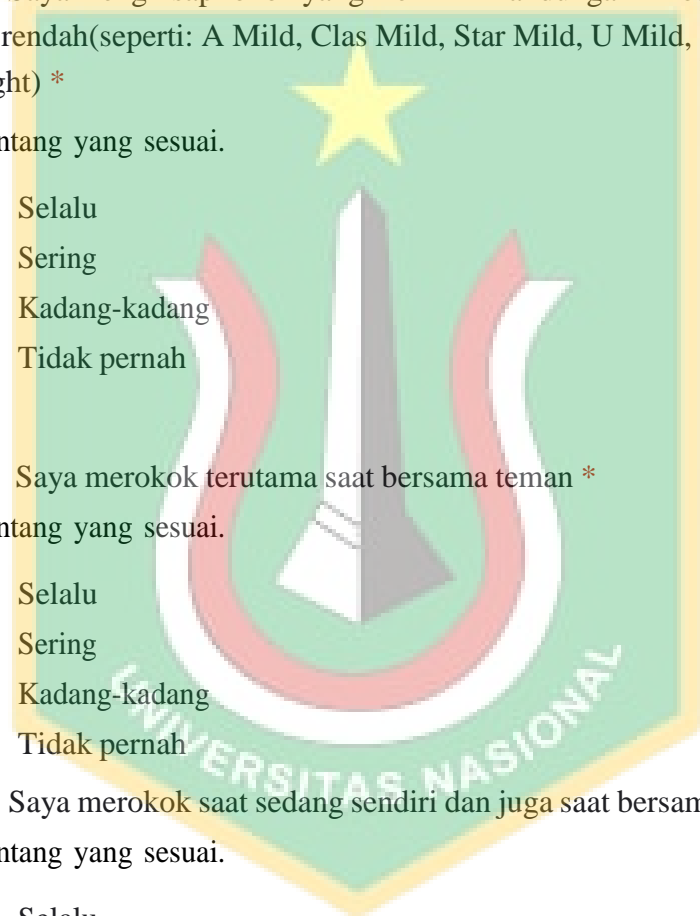 rendah(seperti: A Mild, Clas Mild, Star Mild, U Mild,
ght) *
ntang yang sesuai.
Selalu
Sering
Kadang-kadang
Tidak pernah
Saya merokok terutama saat bersama teman *
ntang yang sesuai.
Selalu
Sering
Kadang-kadang
Tidak pernah
UNIVERSITAS NASIONAL
Saya merokok saat sedang sendiri dan juga saat bersam
ntang yang sesuai.
Selalu